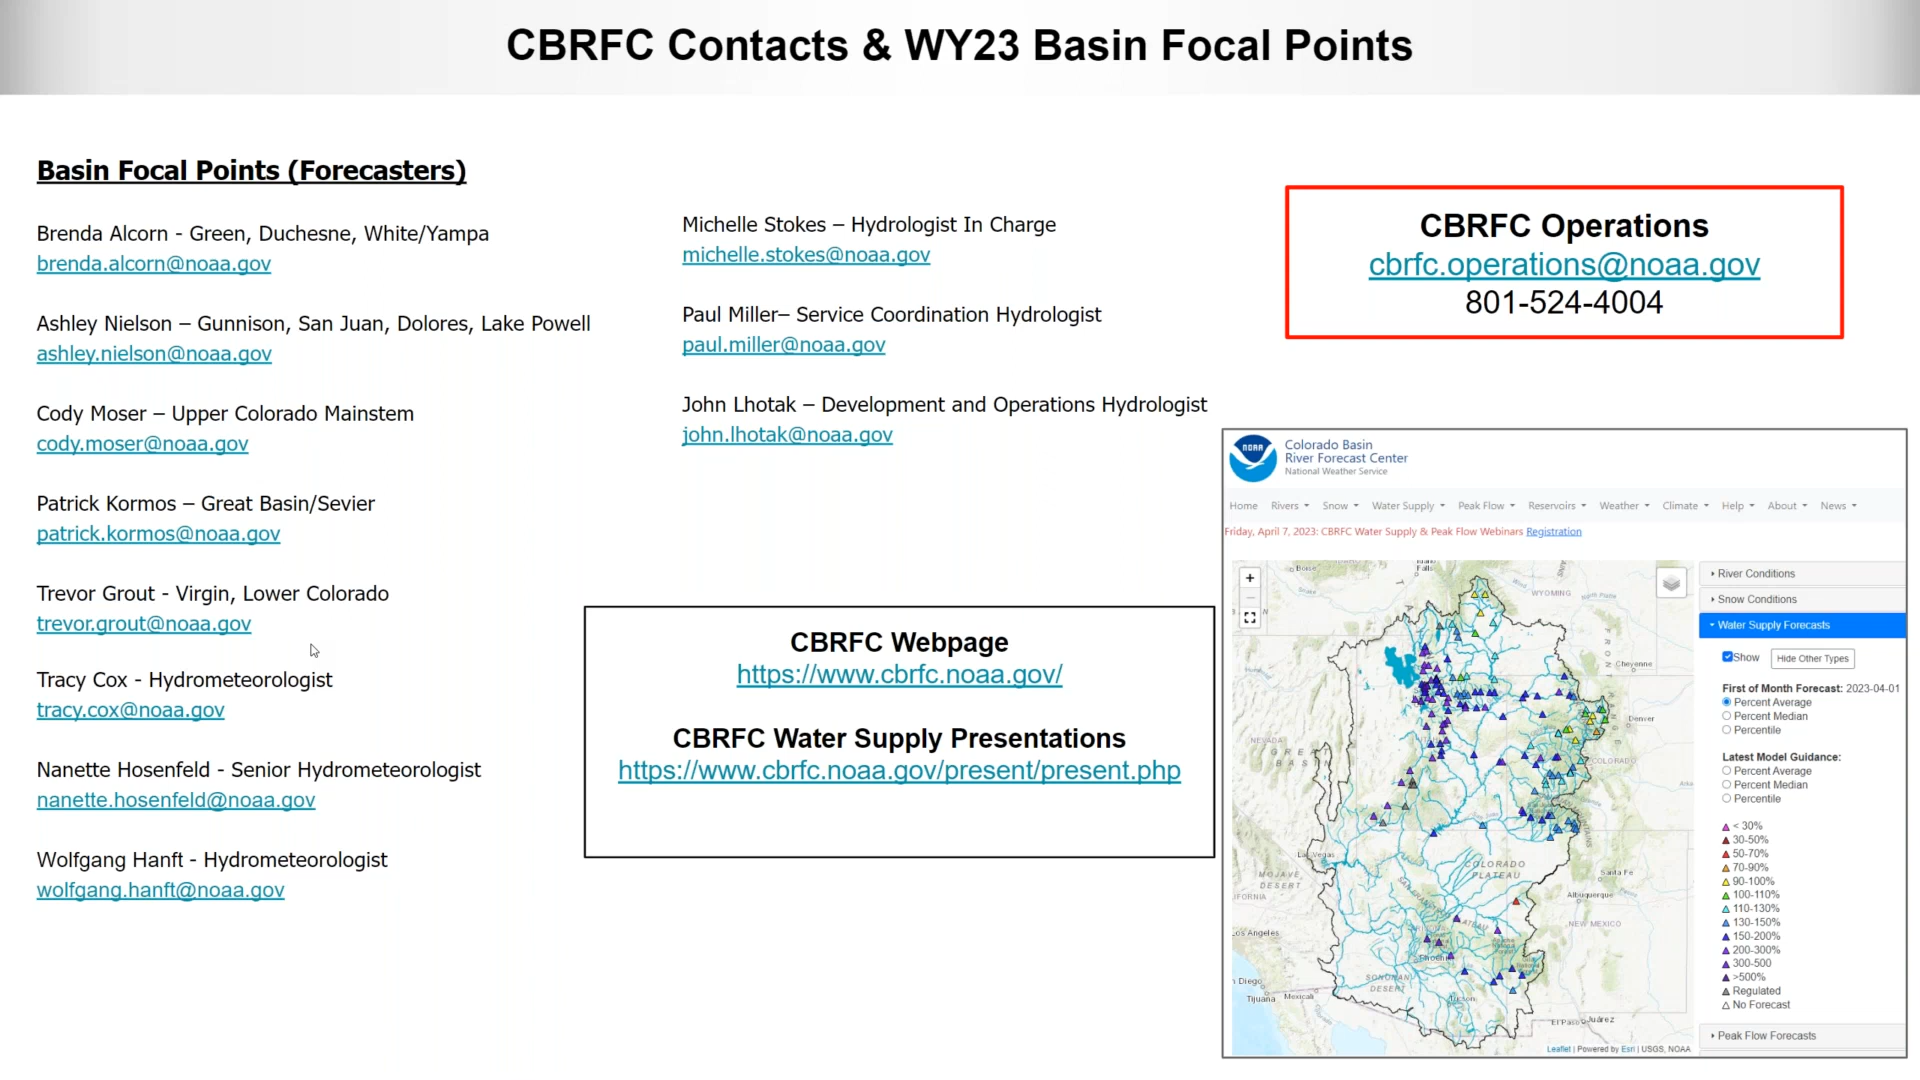 CBRFC Contacts & WY23 Basin Focal Points
Basin Focal Points (Forecasters)
Brenda Alcorn - Green, Duchesne, White/Yampa
brenda.alcorn@noaa.gov
Ashley Nielson – Gunnison, San Juan, Dolores, Lake Powell
ashley.nielson@noaa.gov
Cody Moser – Upper Colorado Mainstem
cody.moser@noaa.gov
Patrick Kormos – Great Basin/Sevier
patrick.kormos@noaa.gov
Trevor Grout - Virgin, Lower Colorado
trevor.grout@noaa.gov
Tracy Cox - Hydrometeorologist
tracy.cox@noaa.gov
Nanette Hosenfeld - Senior Hydrometeorologist
nanette.hosenfeld@noaa.gov
Wolfgang Hanft - Hydrometeorologist
wolfgang.hanft@noaa.gov
Michelle Stokes – Hydrologist In Charge
michelle.stokes@noaa.gov
Paul Miller– Service Coordination Hydrologist
paul.miller@noaa.gov
John Lhotak – Development and Operations Hydrologist
john.lhotak@noaa.gov
CBRFC Webpage
https://www.cbrfc.noaa.gov/
CBRFC Water Supply Presentations
https://www.cbrfc.noaa.gov/present/present.php
CBRFC Operations
cbrfc.operations@noaa.gov
801-524-4004
NOAA
Colorado Basin
River Forecast Center
National Weather Service
Home Rivers Snow Water Supply Peak Flow Reservoirs Weather Climate Help About News
Friday, April 7, 2023: CBRFC Water Supply & Peak Flow Webinars Registration
Boise
Falls
WYOMING
North Platte
Cheyenne
Denver
NEVADA
GREAT
BASIN
COLORADO
Las Vegas
MOJAVE
DESERT
COLORADO
PLATEAU
Santa Fe
Albuquerque
NEW MEXICO
Los Angeles
SONORAN
DESERT
Tucson
Tijuana
Mexicali
El Paso
Juárez
Leaflet | Powered by Esri | USGS, NOAA
River Conditions
Snow Conditions
Water Supply Forecasts
Show
Hide Other Types
First of Month Forecast: 2023-04-01
Percent Average
Percent Median
Percentile
Latest Model Guidance:
Percent Average
Percent Median
Percentile
< 30%
30-50%
50-70%
70-90%
90-100%
100-110%
110-130%
130-150%
150-200%
200-300%
300-500
>500%
Regulated
No Forecast
Peak Flow Forecasts